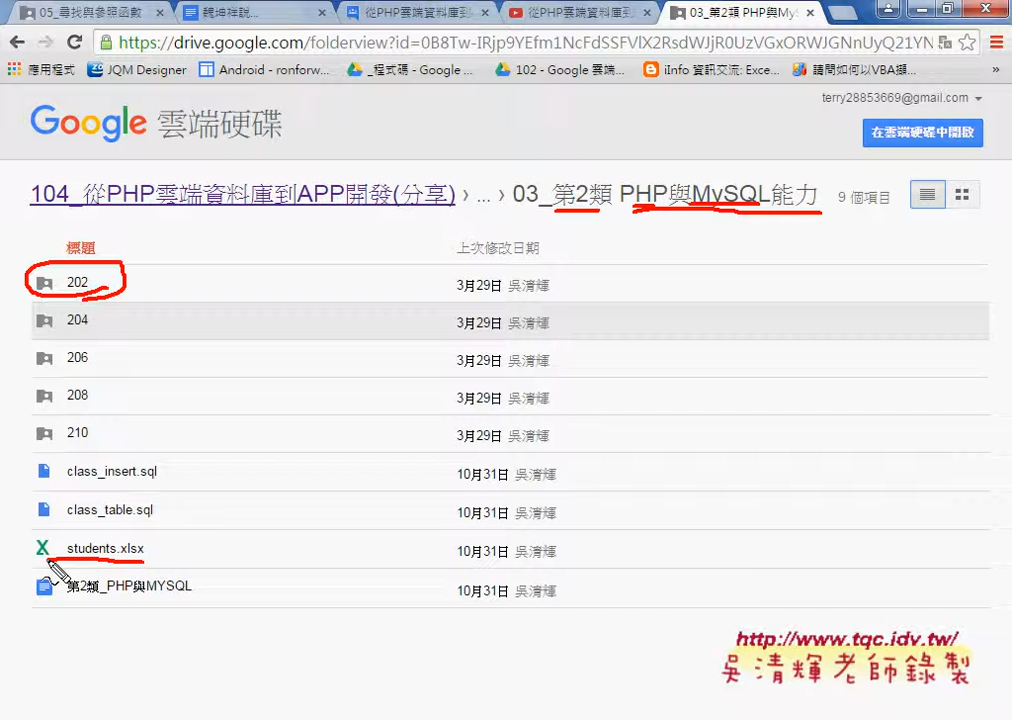 05_尋找與參照函數
魏坤祥說...
從PHP雲端資料庫到
從PHP雲端資料庫到
03_第2類 PHP與MyS
https://drive.google.com/folderview?id=0B8Tw-IRjp9YEfm1NcFdSSFVlX2RsdWJjR0UzVGxORWJGNnUyQ21YN
應用程式
JQM Designer
Android - ronforw...
_程式碼 - Google ...
102 - Google 雲端...
iInfo 資訊交流: Exce...
請問如何以VBA擷...
»
terry28853669@gmail.com
Google 雲端硬碟
在雲端硬碟中開啟
104_從PHP雲端資料庫到APP開發(分享) › ... › 03_第2類 PHP與MySQL能力 9 個項目
標題 上次修改日期
202 3月29日 吳清輝
204 3月29日 吳清輝
206 3月29日 吳清輝
208 3月29日 吳清輝
210 3月29日 吳清輝
class_insert.sql 10月31日 吳清輝
class_table.sql 10月31日 吳清輝
students.xlsx 10月31日 吳清輝
第2類_PHP與MYSQL 10月31日 吳清輝
http://www.tqc.idv.tw/
吳清輝老師錄製